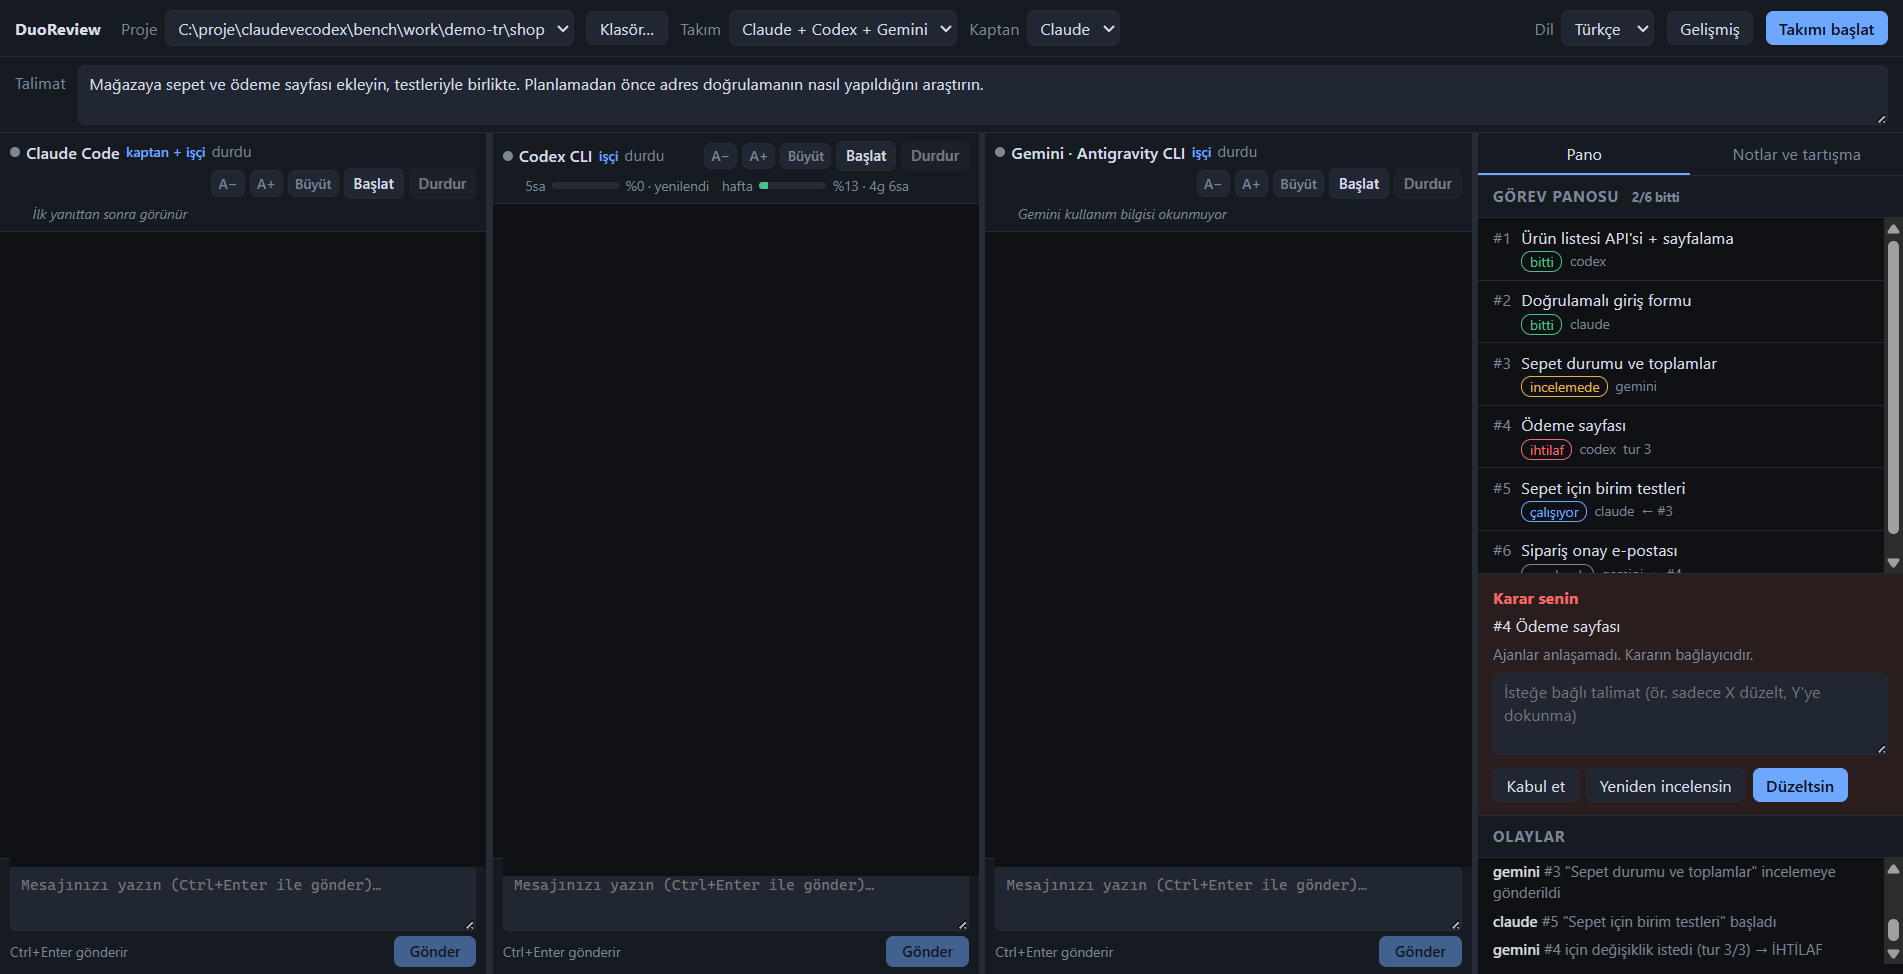 DuoReview Proje C:\proje\claudevecodex\bench\work\demo-tr\shop Klasör... Takım Claude + Codex + Gemini Kaptan Claude Dil Türkçe Gelişmiş Takımı başlat
Talimat Mağazaya sepet ve ödeme sayfası ekleyin, testleriyle birlikte. Planlamadan önce adres doğrulamanın nasıl yapıldığını araştırın.
Claude Code kaptan + işçi durdu
A− A+ Büyüt Başlat Durdur
İlk yanıttan sonra görünür
Mesajınızı yazın (Ctrl+Enter ile gönder)…
Ctrl+Enter gönderir Gönder
Codex CLI işçi durdu A− A+ Büyüt Başlat Durdur
5sa %0 · yenilendi hafta %13 · 4g 6sa
Mesajınızı yazın (Ctrl+Enter ile gönder)…
Ctrl+Enter gönderir Gönder
Gemini · Antigravity CLI işçi durdu
A− A+ Büyüt Başlat Durdur
Gemini kullanım bilgisi okunmuyor
Mesajınızı yazın (Ctrl+Enter ile gönder)…
Ctrl+Enter gönderir Gönder
Pano Notlar ve tartışma
GÖREV PANOSU 2/6 bitti
#1 Ürün listesi API'si + sayfalama
bitti codex
#2 Doğrulamalı giriş formu
bitti claude
#3 Sepet durumu ve toplamlar
incelemede gemini
#4 Ödeme sayfası
ihtilaf codex tur 3
#5 Sepet için birim testleri
çalışıyor claude ← #3
#6 Sipariş onay e-postası
gemini ← #4
Karar senin
#4 Ödeme sayfası
Ajanlar anlaşamadı. Kararın bağlayıcıdır.
İsteğe bağlı talimat (ör. sadece X düzelt, Y'ye
dokunma)
Kabul et Yeniden incelensin Düzeltsin
OLAYLAR
gemini #3 "Sepet durumu ve toplamlar" incelemeye
gönderildi
claude #5 "Sepet için birim testleri" başladı
gemini #4 için değişiklik istedi (tur 3/3) → İHTİLAF